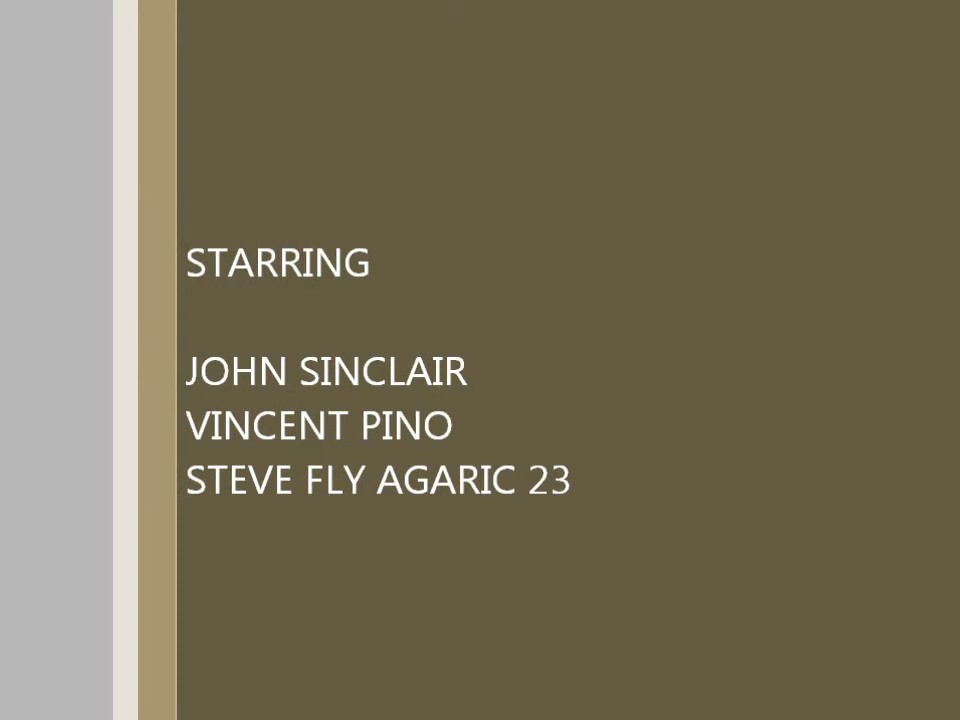 STARRING
JOHN SINCLAIR
VINCENT PINO
STEVE FLY AGARIC 23